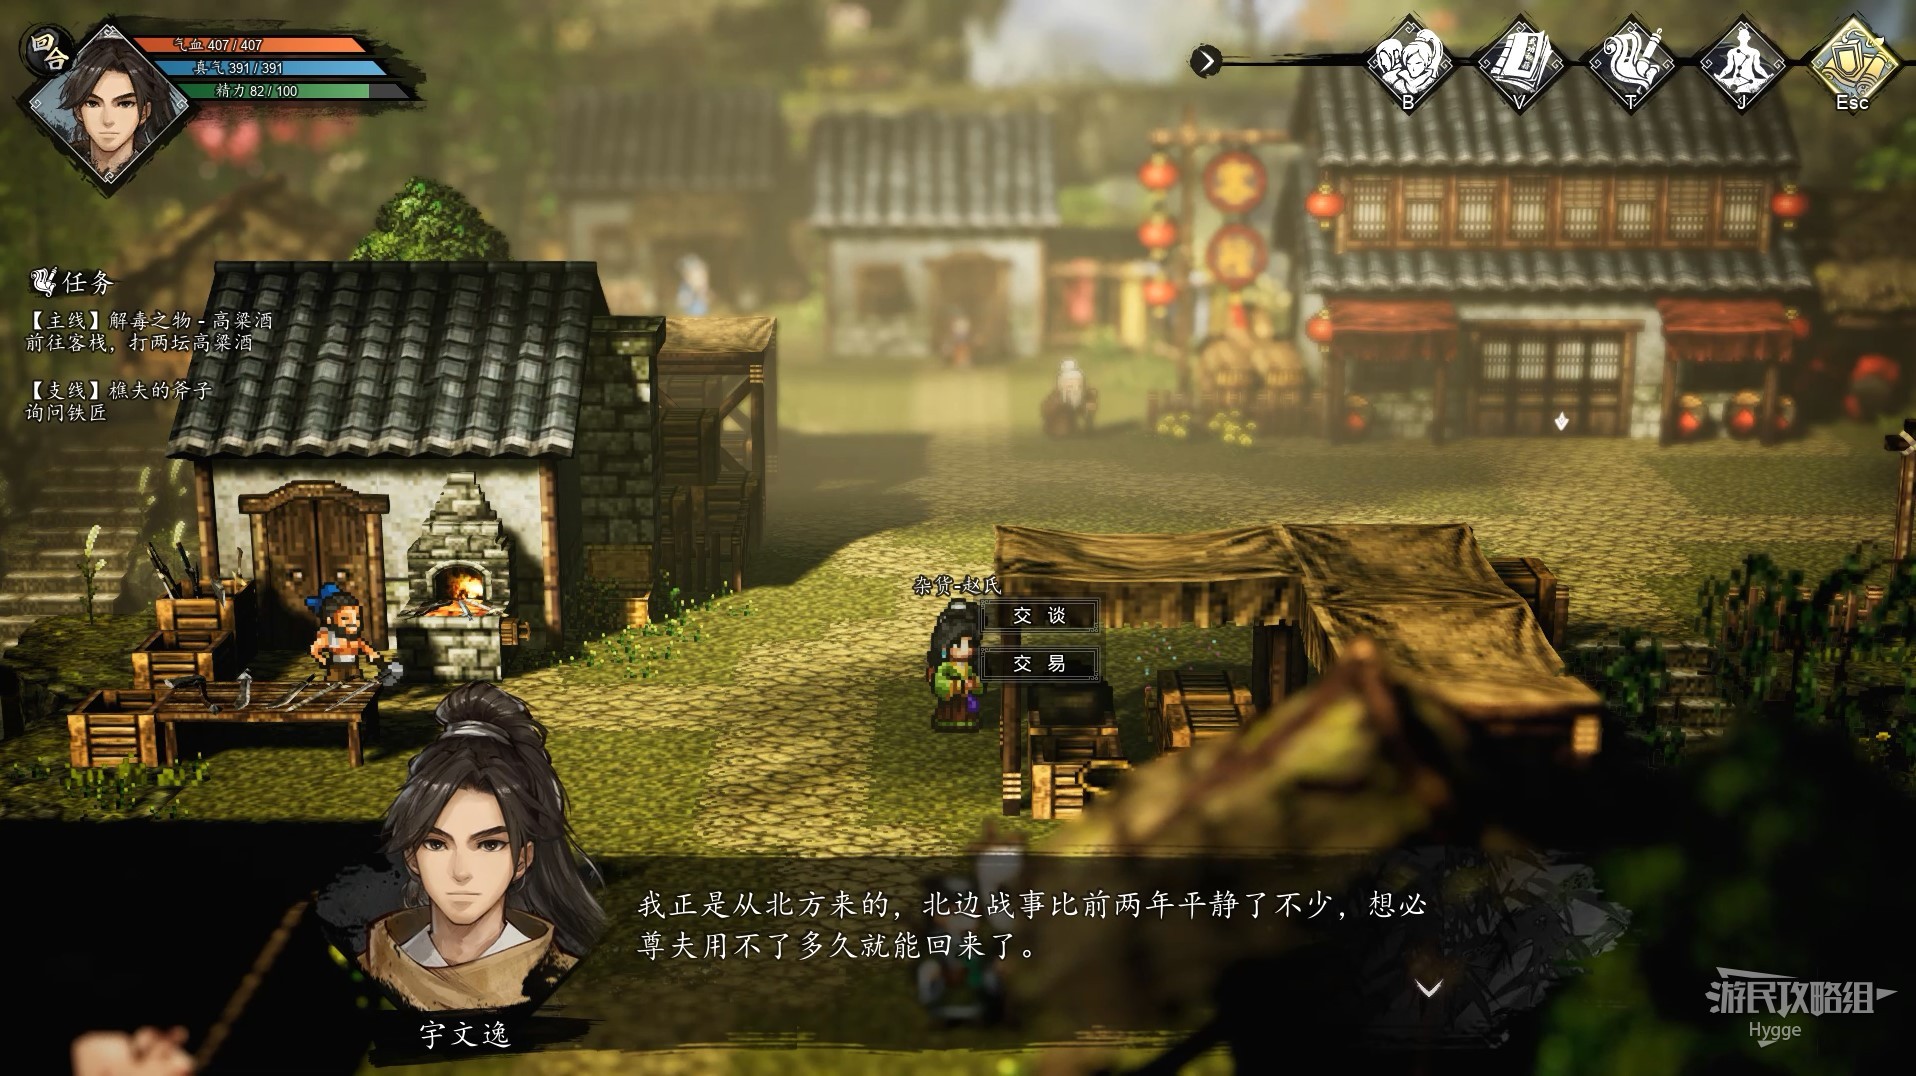 回合
气血 407 / 407
真气 391 / 391
精力 82 / 100
B
V
T
J
Esc
任务
【主线】解毒之物 - 高粱酒
前往客栈，打两坛高粱酒
【支线】樵夫的斧子
询问铁匠
杂货-赵氏
交 谈
交 易
我正是从北方来的，北边战事比前两年平静了不少，想必
尊夫用不了多久就能回来了。
宇文逸
游民攻略组
Hygge